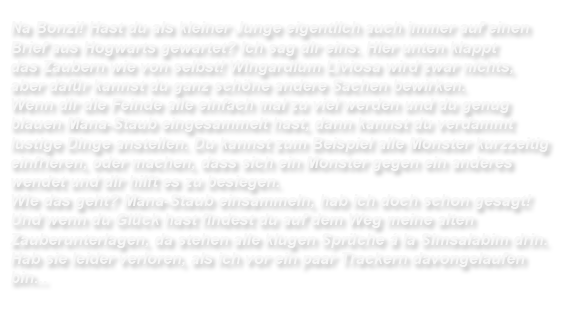 Na Bonzi! Hast du als kleiner Junge eigentlich auch immer auf einen
Brief aus Hogwarts gewartet? Ich sag dir eins. Hier unten klappt
das Zaubern wie von selbst! Wingardium Liviosa wird zwar nichts,
aber dafür kannst du ganz schöne andere Sachen bewirken.
Wenn dir die Feinde alle einfach mal zu viel werden und du genug
blauen Mana-Staub eingesammelt hast, dann kannst du verdammt
lustige Dinge anstellen. Du kannst zum Beispiel alle Monster kurzzeitig
einfrieren, oder machen, dass sich ein Monster gegen ein anderes
wendet und dir hilft es zu besiegen.
Wie das geht? Mana-Staub einsammeln, hab ich doch schon gesagt!
Und wenn du Glück hast findest du auf dem Weg meine alten
Zauberunterlagen, da stehen alle klugen Sprüche a la Simsalabim drin.
Hab sie leider verloren, als ich vor ein paar Trackern davongelaufen
bin...